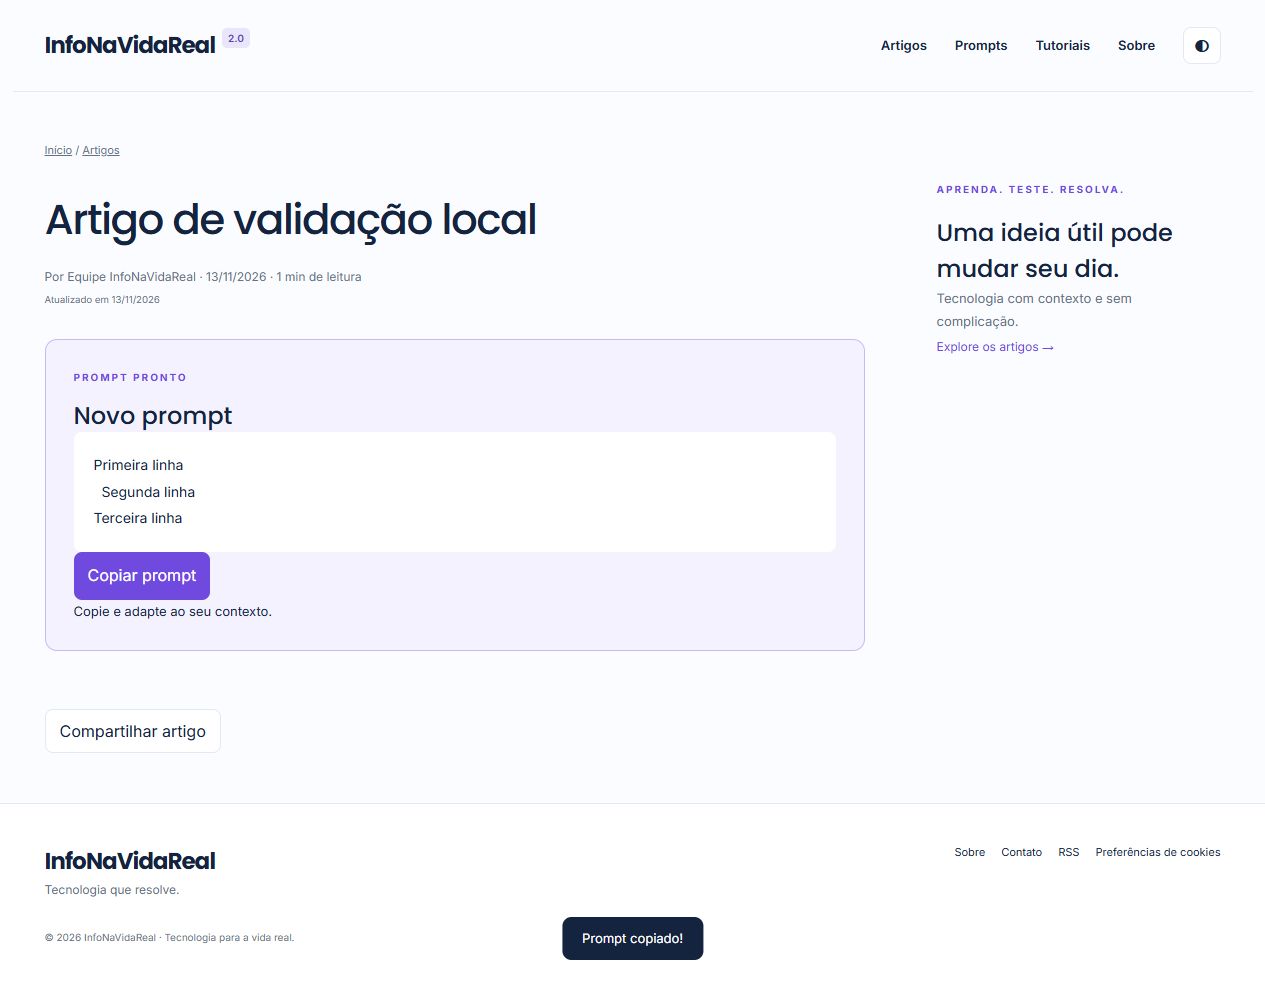 InfoNaVidaReal 2.0
Artigos Prompts Tutoriais Sobre
Início / Artigos
Artigo de validação local
Por Equipe InfoNaVidaReal · 13/11/2026 · 1 min de leitura
Atualizado em 13/11/2026
PROMPT PRONTO
Novo prompt
Primeira linha
  Segunda linha
Terceira linha
Copiar prompt
Copie e adapte ao seu contexto.
Compartilhar artigo
APRENDA. TESTE. RESOLVA.
Uma ideia útil pode
mudar seu dia.
Tecnologia com contexto e sem
complicação.
Explore os artigos →
InfoNaVidaReal
Tecnologia que resolve.
Sobre Contato RSS Preferências de cookies
© 2026 InfoNaVidaReal · Tecnologia para a vida real.
Prompt copiado!